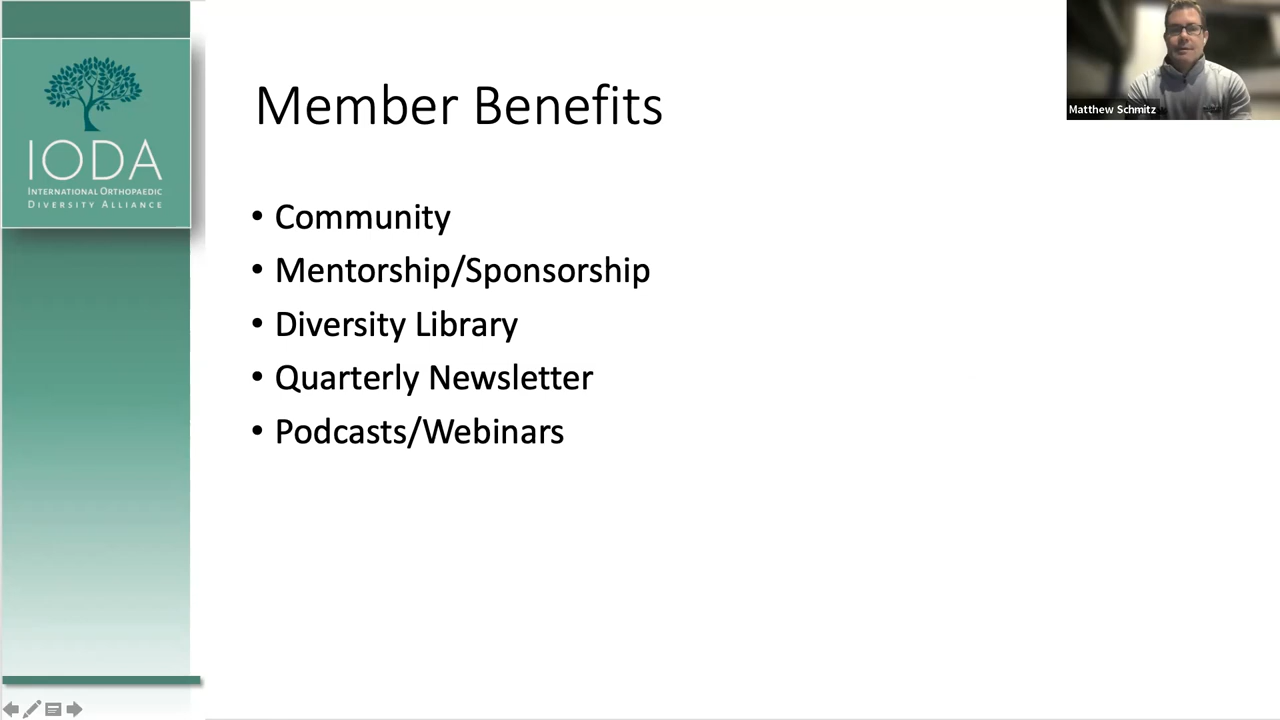 IODA
INTERNATIONAL ORTHOPAEDIC
DIVERSITY ALLIANCE
Member Benefits
• Community
• Mentorship/Sponsorship
• Diversity Library
• Quarterly Newsletter
• Podcasts/Webinars
Matthew Schmitz